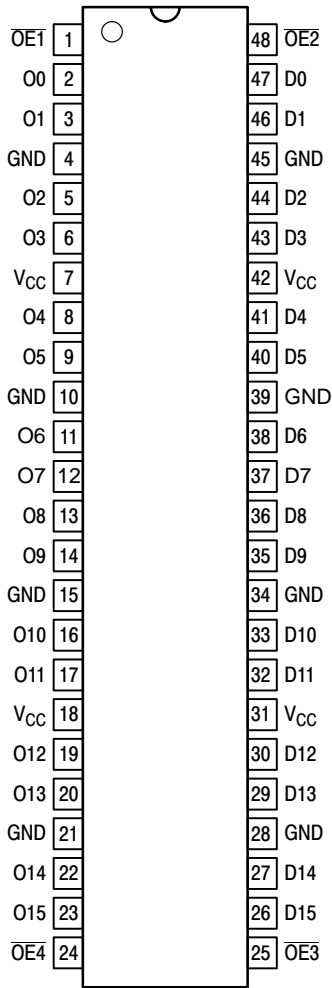 O̅E̅1̅ 1 48 O̅E̅2̅
O0 2 47 D0
O1 3 46 D1
GND 4 45 GND
O2 5 44 D2
O3 6 43 D3
VCC 7 42 VCC
O4 8 41 D4
O5 9 40 D5
GND 10 39 GND
O6 11 38 D6
O7 12 37 D7
O8 13 36 D8
O9 14 35 D9
GND 15 34 GND
O10 16 33 D10
O11 17 32 D11
VCC 18 31 VCC
O12 19 30 D12
O13 20 29 D13
GND 21 28 GND
O14 22 27 D14
O15 23 26 D15
O̅E̅4̅ 24 25 O̅E̅3̅